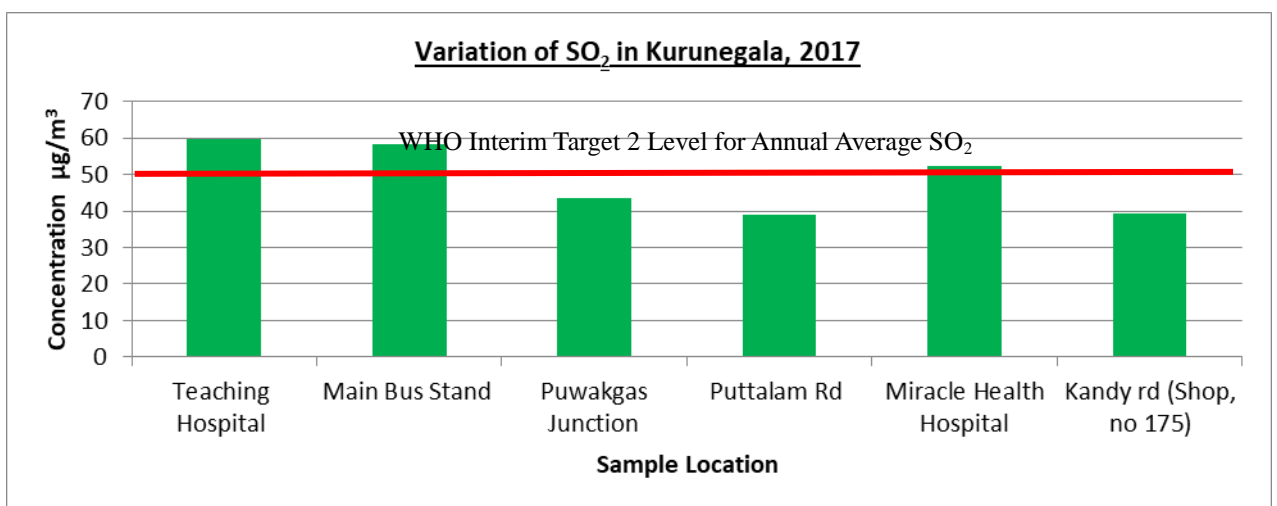 Variation of SO₂ in Kurunegala, 2017
Concentration µg/m³
70
60
50
40
30
20
10
0
WHO Interim Target 2 Level for Annual Average SO₂
Teaching
Hospital
Main Bus Stand
Puwakgas
Junction
Puttalam Rd
Miracle Health
Hospital
Kandy rd (Shop,
no 175)
Sample Location